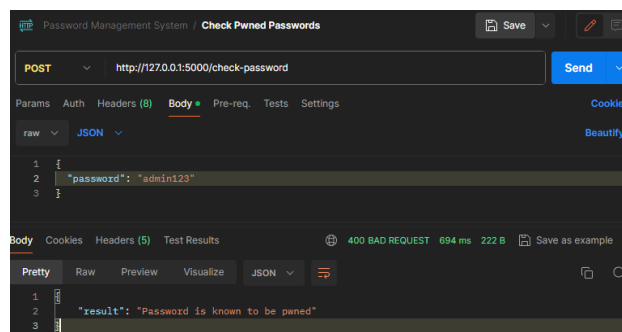 HTTP Password Management System / Check Pwned Passwords Save
POST http://127.0.0.1:5000/check-password Send
Params Auth Headers (8) Body Pre-req. Tests Settings Cookie
raw JSON Beautify
1 {
2 "password": "admin123"
3 }
Body Cookies Headers (5) Test Results 400 BAD REQUEST 694 ms 222 B Save as example
Pretty Raw Preview Visualize JSON
1 {
2 "result": "Password is known to be pwned"
3 }